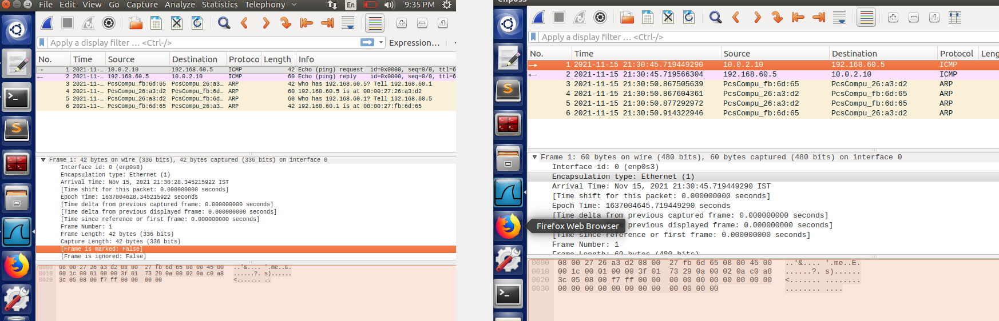 File Edit View Go Capture Analyze Statistics Telephony
En 9:35 PM
Apply a display filter … <Ctrl-/>
Expression…
No. Time Source Destination Protoco Length Info
1 2021-11-… 10.0.2.10 192.168.60.5 ICMP 42 Echo (ping) request id=0x0000, seq=0/0, ttl=6
2 2021-11-… 192.168.60.5 10.0.2.10 ICMP 60 Echo (ping) reply id=0x0000, seq=0/0, ttl=6
3 2021-11-… PcsCompu_fb:6d:65 PcsCompu_26:a3… ARP 42 Who has 192.168.60.5? Tell 192.168.60.1
4 2021-11-… PcsCompu_26:a3:d2 PcsCompu_fb:6d… ARP 60 192.168.60.5 is at 08:00:27:26:a3:d2
5 2021-11-… PcsCompu_26:a3:d2 PcsCompu_fb:6d… ARP 60 Who has 192.168.60.1? Tell 192.168.60.5
6 2021-11-… PcsCompu_fb:6d:65 PcsCompu_26:a3… ARP 42 192.168.60.1 is at 08:00:27:fb:6d:65
Frame 1: 42 bytes on wire (336 bits), 42 bytes captured (336 bits) on interface 0
Interface id: 0 (enp0s8)
Encapsulation type: Ethernet (1)
Arrival Time: Nov 15, 2021 21:30:28.345215922 IST
[Time shift for this packet: 0.000000000 seconds]
Epoch Time: 1637004628.345215922 seconds
[Time delta from previous captured frame: 0.000000000 seconds]
[Time delta from previous displayed frame: 0.000000000 seconds]
[Time since reference or first frame: 0.000000000 seconds]
Frame Number: 1
Frame Length: 42 bytes (336 bits)
Capture Length: 42 bytes (336 bits)
[Frame is marked: False]
[Frame is ignored: False]
0000 08 00 27 26 a3 d2 08 00 27 fb 6d 65 08 00 45 00 ..'&.... '.me..E.
0010 00 1c 00 01 00 00 3f 01 73 29 0a 00 02 0a c0 a8 ......?. s)......
0020 3c 05 08 00 f7 ff 00 00 00 00 <....... ..
Apply a display filter … <Ctrl-/>
No. Time Source Destination Protocol Leng
1 2021-11-15 21:30:45.719449290 10.0.2.10 192.168.60.5 ICMP
2 2021-11-15 21:30:45.719566304 192.168.60.5 10.0.2.10 ICMP
3 2021-11-15 21:30:50.867505639 PcsCompu_fb:6d:65 PcsCompu_26:a3:d2 ARP
4 2021-11-15 21:30:50.867604361 PcsCompu_26:a3:d2 PcsCompu_fb:6d:65 ARP
5 2021-11-15 21:30:50.877292972 PcsCompu_26:a3:d2 PcsCompu_fb:6d:65 ARP
6 2021-11-15 21:30:50.914322946 PcsCompu_fb:6d:65 PcsCompu_26:a3:d2 ARP
Frame 1: 60 bytes on wire (480 bits), 60 bytes captured (480 bits) on interface 0
Interface id: 0 (enp0s3)
Encapsulation type: Ethernet (1)
Arrival Time: Nov 15, 2021 21:30:45.719449290 IST
[Time shift for this packet: 0.000000000 seconds]
Epoch Time: 1637004645.719449290 seconds
[Time delta from previous captured frame: 0.000000000 seconds]
Firefox Web Browser
previous displayed frame: 0.000000000 seconds]
[Time since reference or first frame: 0.000000000 seconds]
Frame Number: 1
Frame Length: 60 bytes (480 bits)
0000 08 00 27 26 a3 d2 08 00 27 fb 6d 65 08 00 45 00 ..'&.... '.me..E.
0010 00 1c 00 01 00 00 3f 01 73 29 0a 00 02 0a c0 a8 ......?. s)......
0020 3c 05 08 00 f7 ff 00 00 00 00 00 00 00 00 00 00 <....... ........
0030 00 00 00 00 00 00 00 00 00 00 00 00 ........ ....